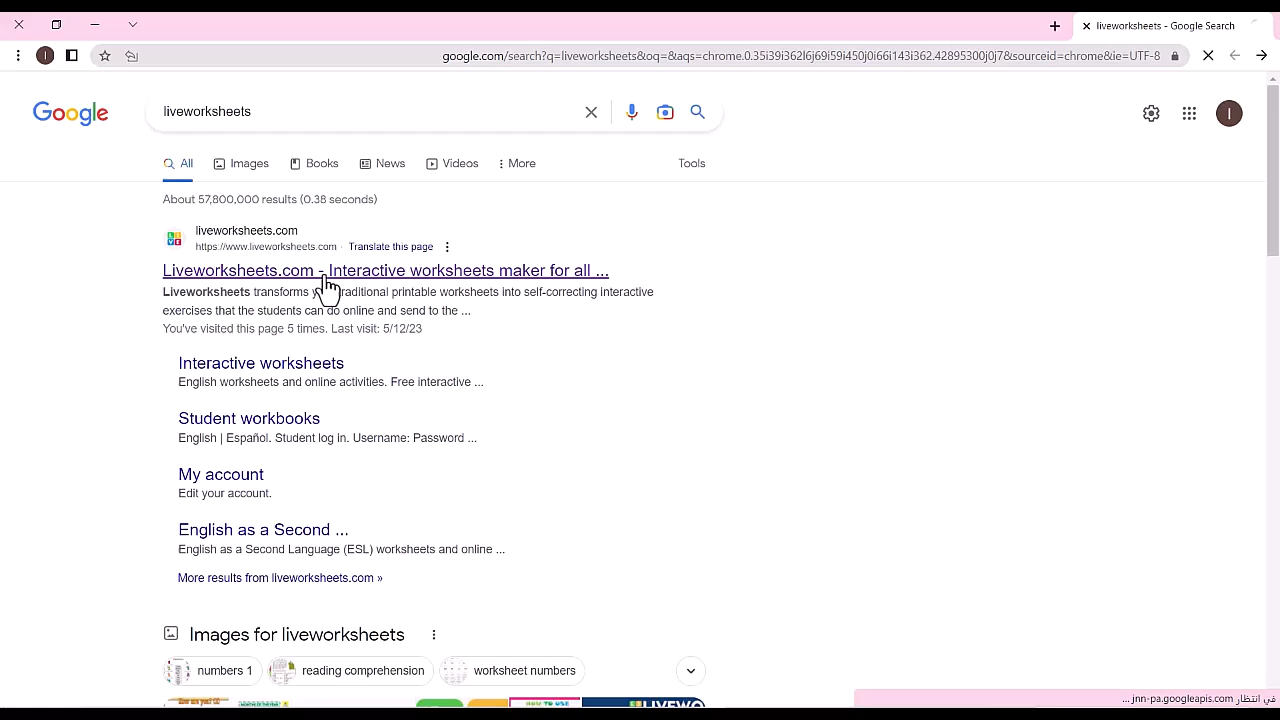 liveworksheets - Google Search
google.com/search?q=liveworksheets&oq=&aqs=chrome.0.35i39i362l6j69i59i450j0i66i143i362.42895300j0j7&sourceid=chrome&ie=UTF-8
Google
liveworksheets
I
All Images Books News Videos More Tools
About 57,800,000 results (0.38 seconds)
liveworksheets.com
https://www.liveworksheets.com · Translate this page
Liveworksheets.com - Interactive worksheets maker for all ...
Liveworksheets transforms raditional printable worksheets into self-correcting interactive
exercises that the students can do online and send to the ...
You've visited this page 5 times. Last visit: 5/12/23
Interactive worksheets
English worksheets and online activities. Free interactive ...
Student workbooks
English | Español. Student log in. Username: Password ...
My account
Edit your account.
English as a Second ...
English as a Second Language (ESL) worksheets and online ...
More results from liveworksheets.com »
Images for liveworksheets
numbers 1
reading comprehension
worksheet numbers
في انتظار jnn-pa.googleapis.com ...